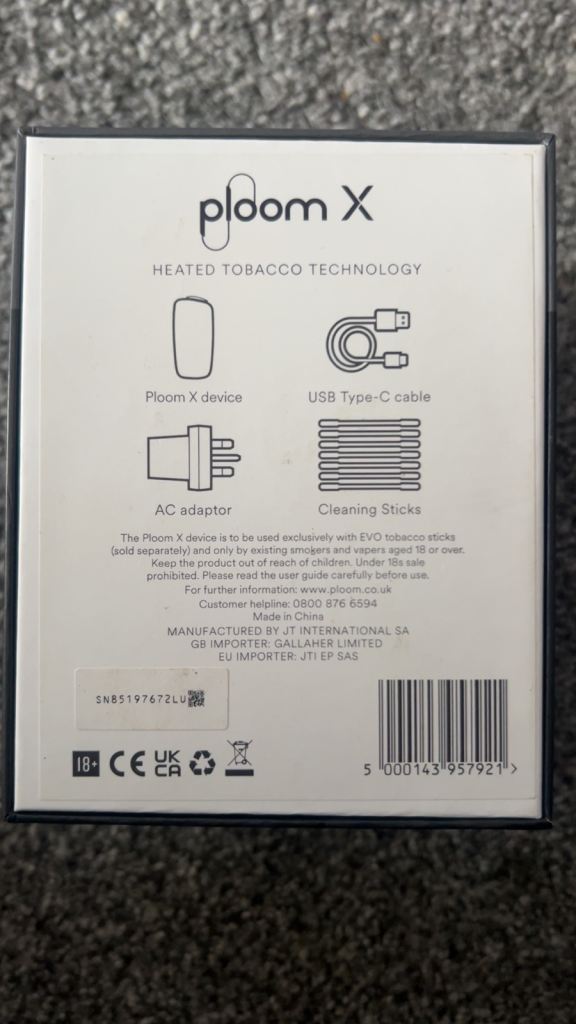 ploom X
HEATED TOBACCO TECHNOLOGY
Ploom X device
USB Type-C cable
AC adaptor
Cleaning Sticks
The Ploom X device is to be used exclusively with EVO tobacco sticks
(sold separately) and only by existing smokers and vapers aged 18 or over.
Keep the product out of reach of children. Under 18s sale
prohibited. Please read the user guide carefully before use.
For further information: www.ploom.co.uk
Customer helpline: 0800 876 6594
Made in China
MANUFACTURED BY JT INTERNATIONAL SA
GB IMPORTER: GALLAHER LIMITED
EU IMPORTER: JTI EP SAS
SN85197672LU
18+ CE UK
CA
5 000143 957921 >